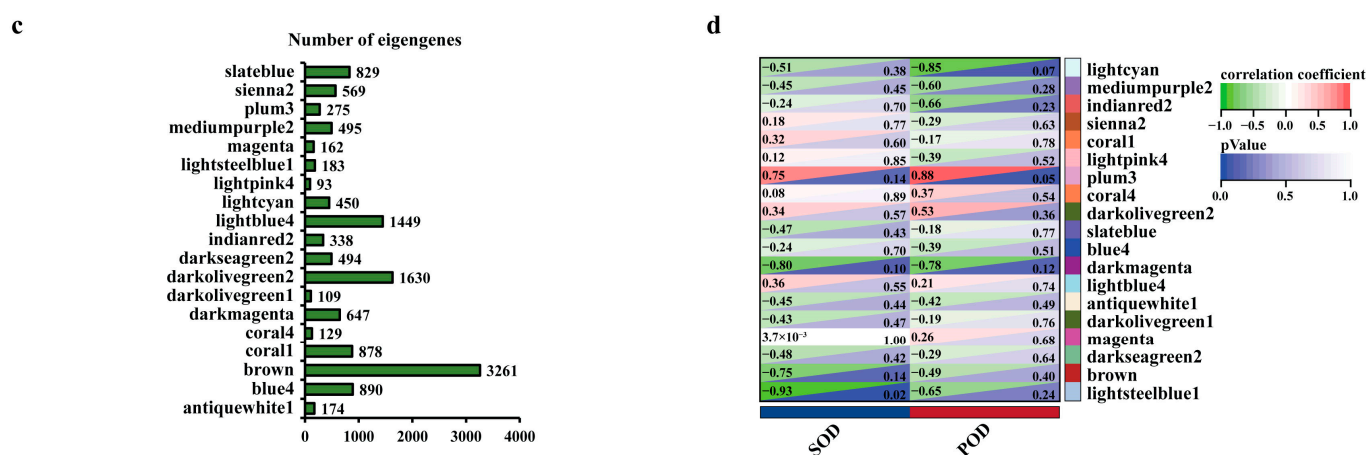 c
Number of eigengenes
slateblue 829
sienna2 569
plum3 275
mediumpurple2 495
magenta 162
lightsteelblue1 183
lightpink4 93
lightcyan 450
lightblue4 1449
indianred2 338
darkseagreen2 494
darkolivegreen2 1630
darkolivegreen1 109
darkmagenta 647
coral4 129
coral1 878
brown 3261
blue4 890
antiquewhite1 174
0 1000 2000 3000 4000
d
−0.51 0.38 −0.85 0.07 lightcyan
−0.45 0.45 −0.60 0.28 mediumpurple2
−0.24 0.70 −0.66 0.23 indianred2
0.18 0.77 −0.29 0.63 sienna2
0.32 0.60 −0.17 0.78 coral1
0.12 0.85 −0.39 0.52 lightpink4
0.75 0.14 0.88 0.05 plum3
0.08 0.89 0.37 0.54 coral4
0.34 0.57 0.53 0.36 darkolivegreen2
−0.47 0.43 −0.18 0.77 slateblue
−0.24 0.70 −0.39 0.51 blue4
−0.80 0.10 −0.78 0.12 darkmagenta
0.36 0.55 0.21 0.74 lightblue4
−0.45 0.44 −0.42 0.49 antiquewhite1
−0.43 0.47 −0.19 0.76 darkolivegreen1
3.7×10⁻³ 1.00 0.26 0.68 magenta
−0.48 0.42 −0.29 0.64 darkseagreen2
−0.75 0.14 −0.49 0.40 brown
−0.93 0.02 −0.65 0.24 lightsteelblue1
SOD POD
correlation coefficient
−1.0 −0.5 0.0 0.5 1.0
pValue
0.0 0.5 1.0